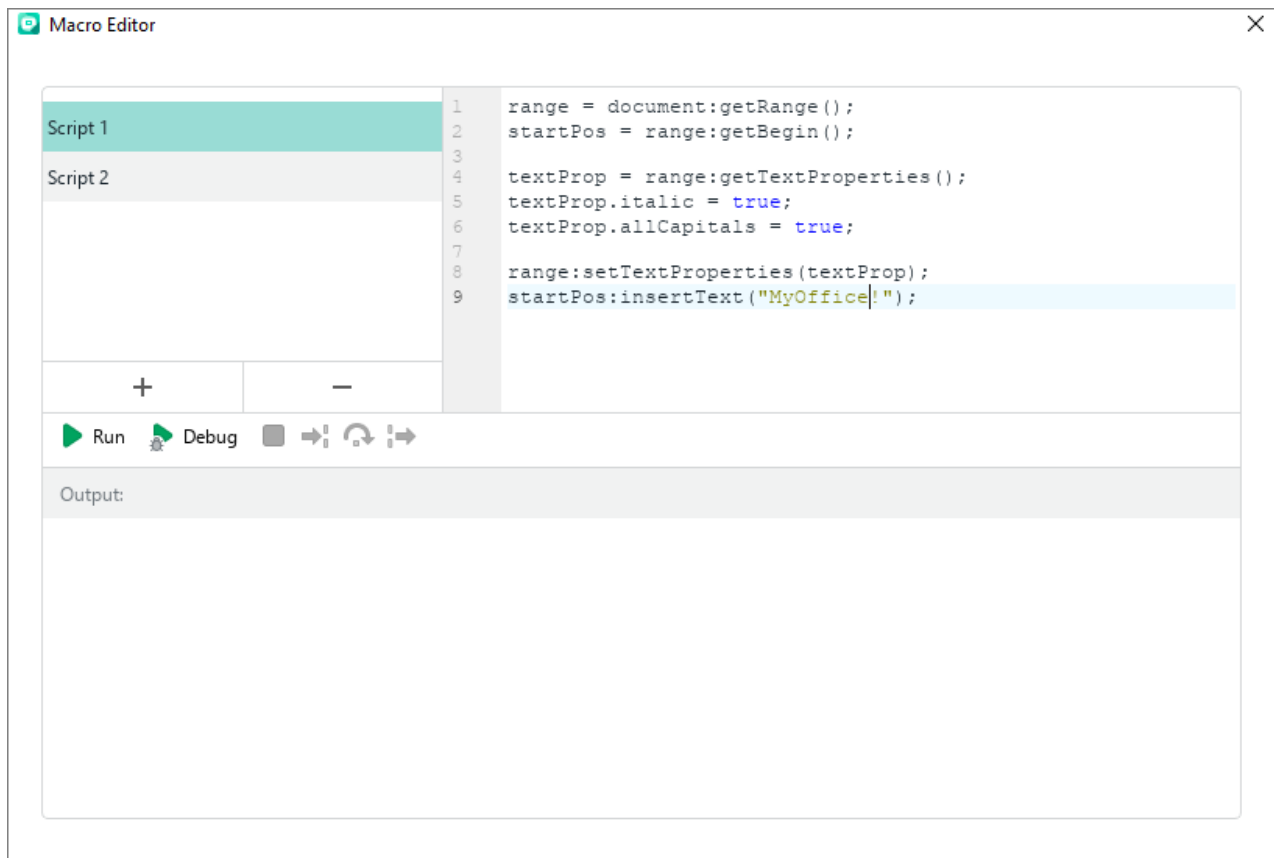 Macro Editor
Script 1
Script 2
1 range = document:getRange();
2 startPos = range:getBegin();
3
4 textProp = range:getTextProperties();
5 textProp.italic = true;
6 textProp.allCapitals = true;
7
8 range:setTextProperties(textProp);
9 startPos:insertText("MyOffice!");
+ −
Run Debug
Output: